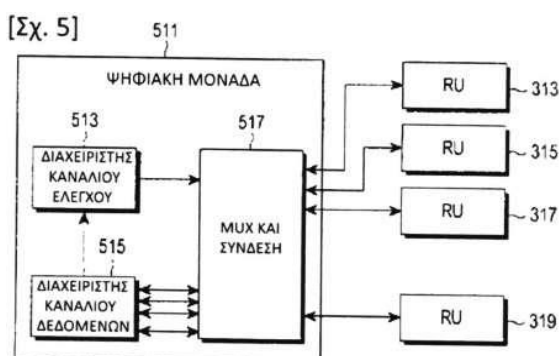 [Σχ. 5]
511
ΨΗΦΙΑΚΗ ΜΟΝΑΔΑ
513
ΔΙΑΧΕΙΡΙΣΤΗΣ
ΚΑΝΑΛΙΟΥ
ΕΛΕΓΧΟΥ
517
MUX ΚΑΙ
ΣΥΝΔΕΣΗ
515
ΔΙΑΧΕΙΡΙΣΤΗΣ
ΚΑΝΑΛΙΟΥ
ΔΕΔΟΜΕΝΩΝ
RU
313
RU
315
RU
317
RU
319